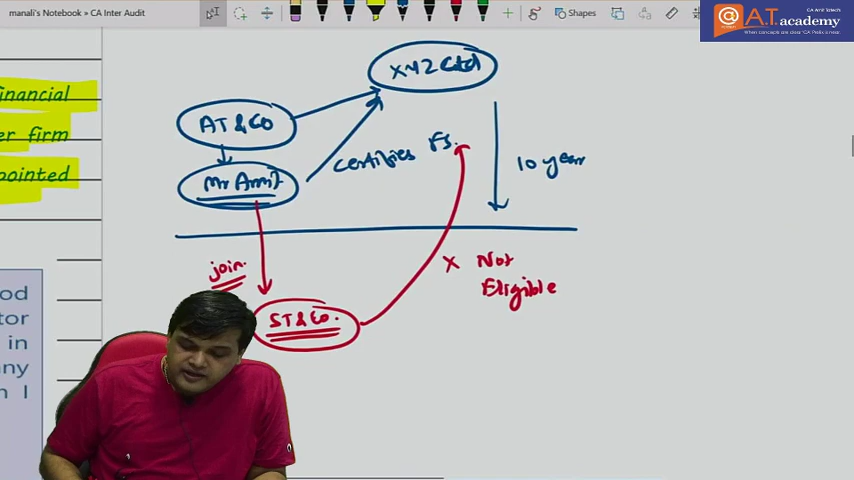 manali's Notebook » CA Inter Audit
Shapes
A.T. academy
inancial
er firm
pointed
XYZ Ltd
AT & CO
Mr Amit
certifies Fs.
10 year
join.
X Not
Eligible
ST & Co.
od
tor
in
any
n I